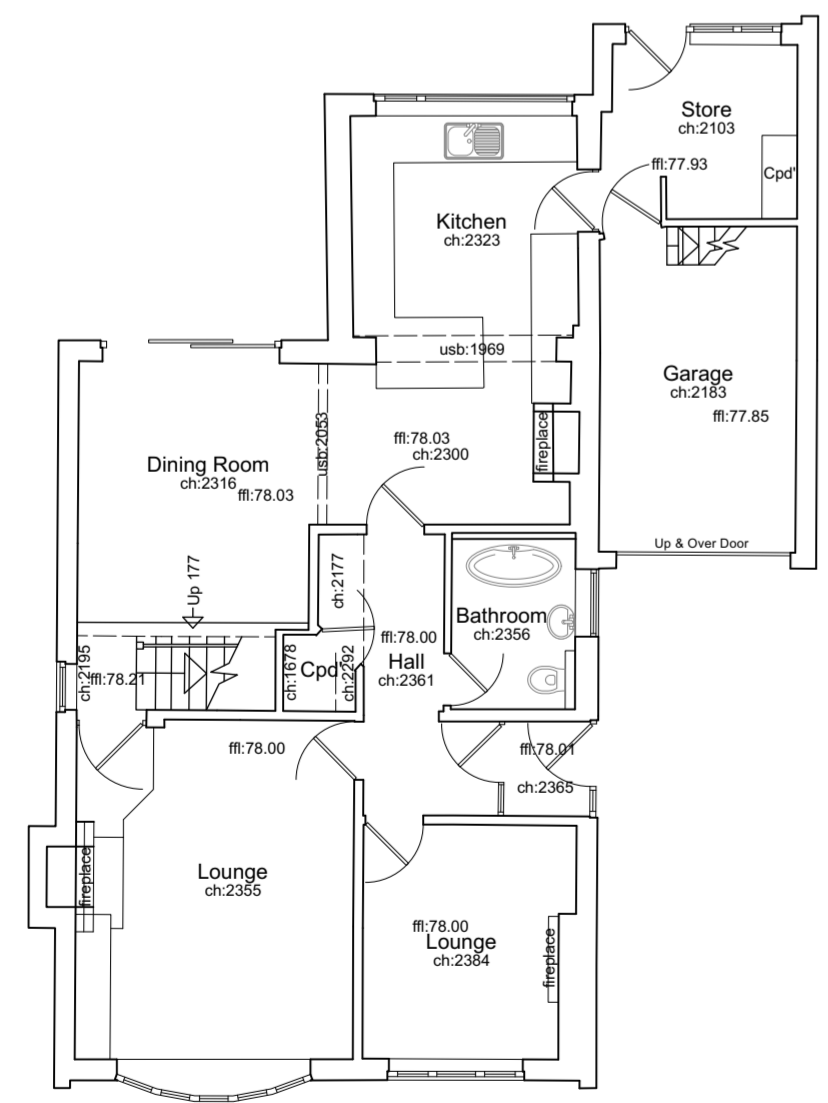 Store
ch:2103
ffl:77.93
Cpd'
Kitchen
ch:2323
usb:1969
Garage
ch:2183
ffl:77.85
Up & Over Door
usb:2053
ffl:78.03
ch:2300
fireplace
Dining Room
ch:2316
ffl:78.03
Up 177
ch:2177
ch:2195
ffl:78.21
ch:1678
Cpd'
ch:2292
ffl:78.00
Hall
ch:2361
Bathroom
ch:2356
ffl:78.00
ffl:78.01
ch:2365
fireplace
Lounge
ch:2355
ffl:78.00
Lounge
ch:2384
fireplace